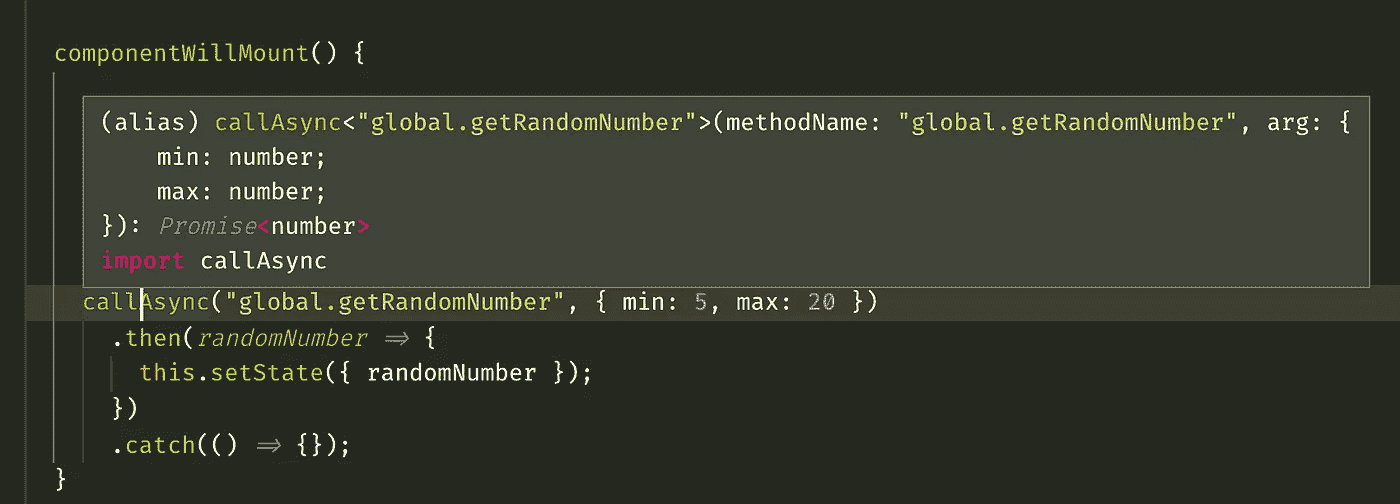 componentWillMount() {
(alias) callAsync<"global.getRandomNumber">(methodName: "global.getRandomNumber", arg: {
    min: number;
    max: number;
}): Promise<number>
import callAsync
callAsync("global.getRandomNumber", { min: 5, max: 20 })
.then(randomNumber => {
this.setState({ randomNumber });
})
.catch(() => {});
}